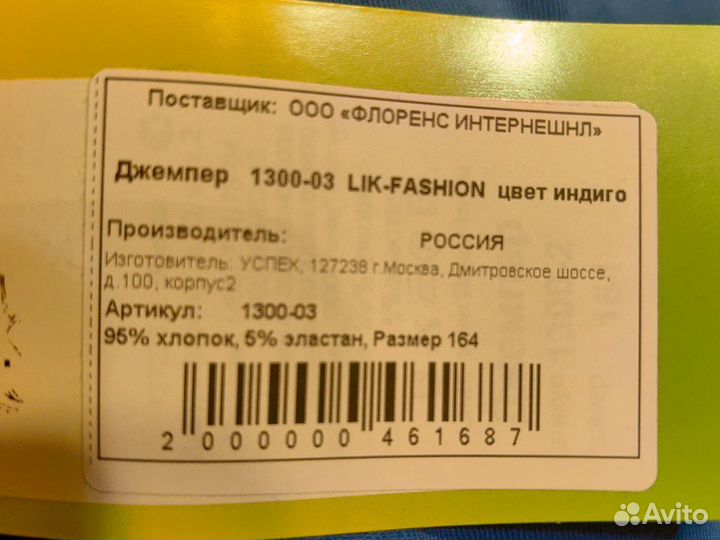 Поставщик: ООО «ФЛОРЕНС ИНТЕРНЕШНЛ»
Джемпер 1300-03 LIK-FASHION цвет индиго
Производитель: РОССИЯ
Изготовитель: УСПЕХ, 127238 г.Москва, Дмитровское шоссе,
д.100, корпус2
Артикул: 1300-03
95% хлопок, 5% эластан, Размер 164
2 000000 461687
Avito